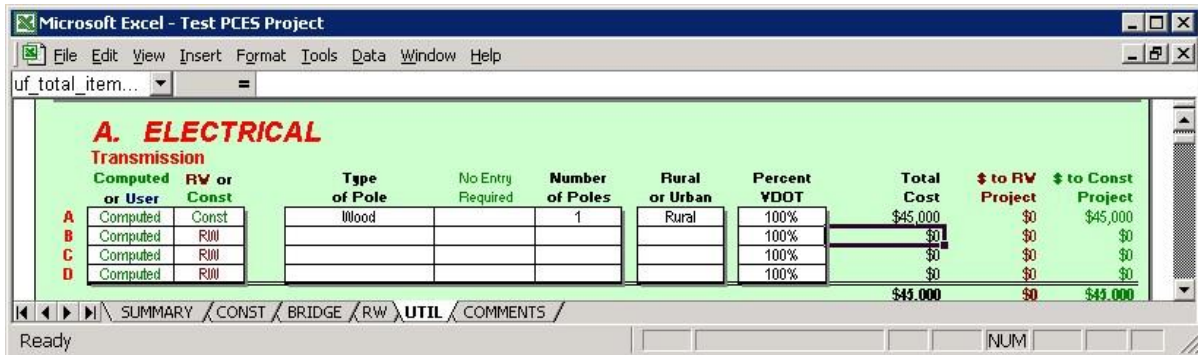 Microsoft Excel - Test PCES Project
File Edit View Insert Format Tools Data Window Help
uf_total_item... =
A. ELECTRICAL
Transmission
Computed or User RW or Const Type of Pole No Entry Required Number of Poles Rural or Urban Percent VDOT Total Cost $ to RW Project $ to Const Project
A Computed Const Wood 1 Rural 100% $45,000 $0 $45,000
B Computed RW 100% $0 $0 $0
C Computed RW 100% $0 $0 $0
D Computed RW 100% $0 $0 $0
$45,000 $0 $45,000
SUMMARY CONST BRIDGE RW UTIL COMMENTS
Ready NUM